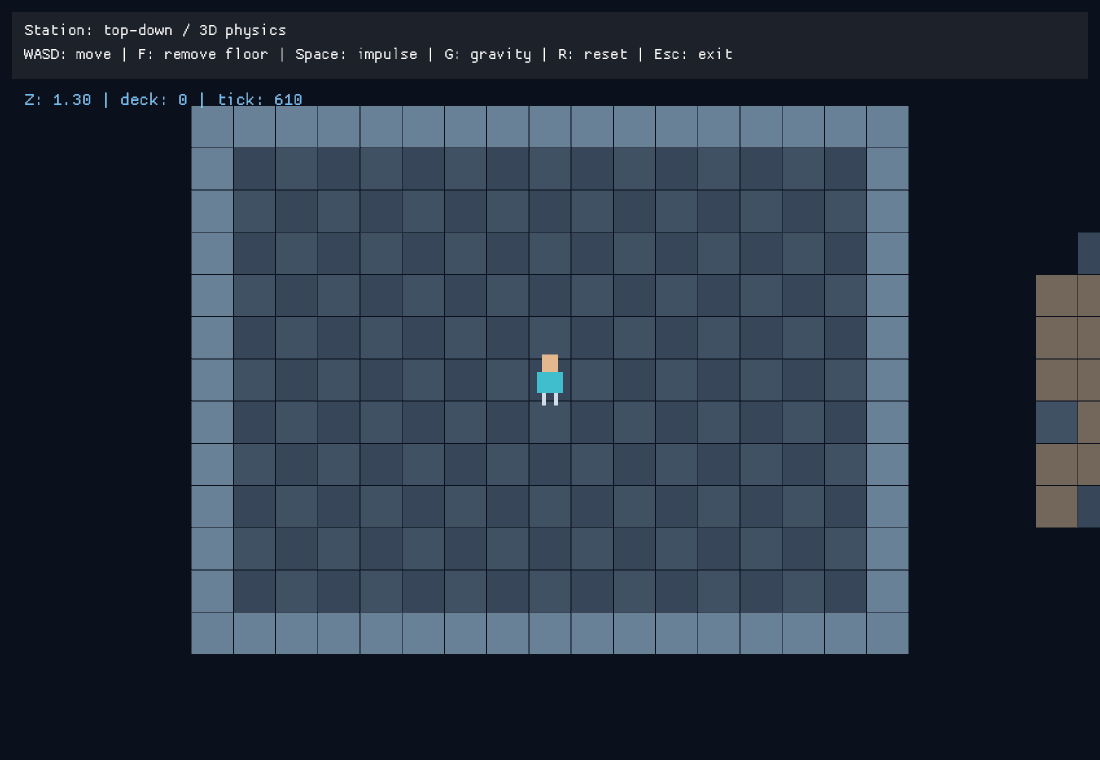 Station: top-down / 3D physics
WASD: move | F: remove floor | Space: impulse | G: gravity | R: reset | Esc: exit
Z: 1.30 | deck: 0 | tick: 610